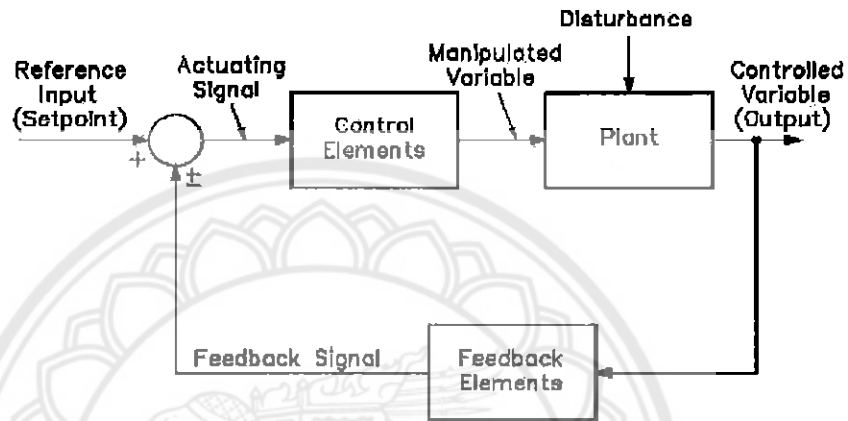 Disturbance
Reference
Input
(Setpoint)
Actuating
Signal
Manipulated
Variable
Controlled
Variable
(Output)
Control
Elements
Plant
+
±
Feedback Signal
Feedback
Elements